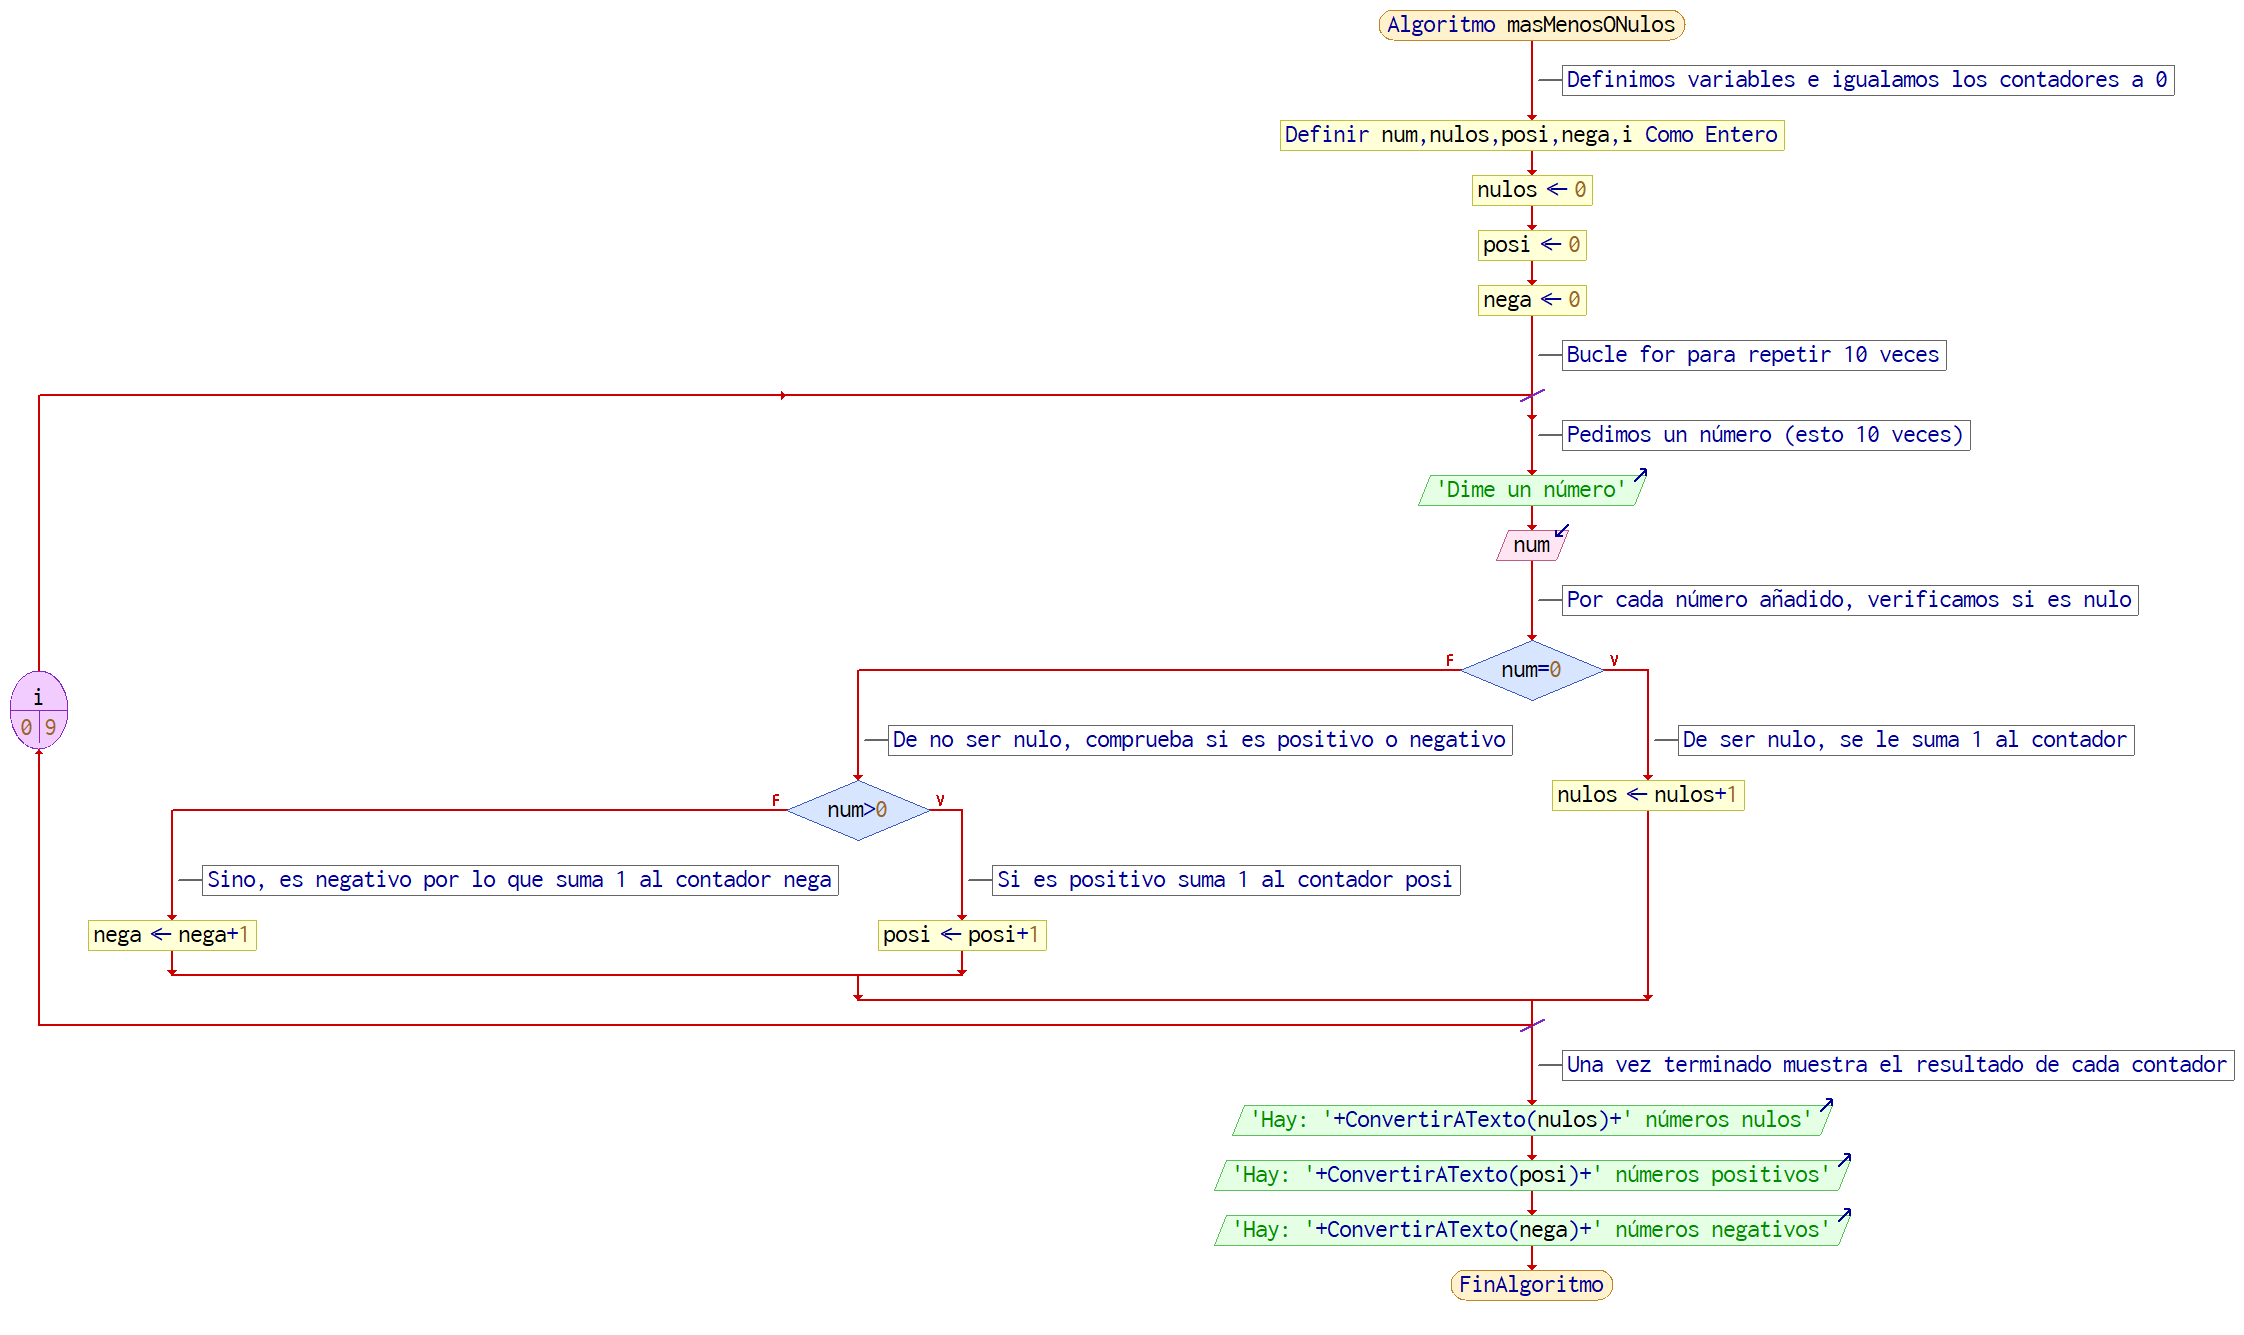 Algoritmo masMenosONulos
Definimos variables e igualamos los contadores a 0
Definir num,nulos,posi,nega,i Como Entero
nulos ← 0
posi ← 0
nega ← 0
Bucle for para repetir 10 veces
Pedimos un número (esto 10 veces)
'Dime un número'
num
Por cada número añadido, verificamos si es nulo
F
num=0
V
i
0 9
De no ser nulo, comprueba si es positivo o negativo
De ser nulo, se le suma 1 al contador
F
num>0
V
nulos ← nulos+1
Sino, es negativo por lo que suma 1 al contador nega
Si es positivo suma 1 al contador posi
nega ← nega+1
posi ← posi+1
Una vez terminado muestra el resultado de cada contador
'Hay: '+ConvertirATexto(nulos)+' números nulos'
'Hay: '+ConvertirATexto(posi)+' números positivos'
'Hay: '+ConvertirATexto(nega)+' números negativos'
FinAlgoritmo